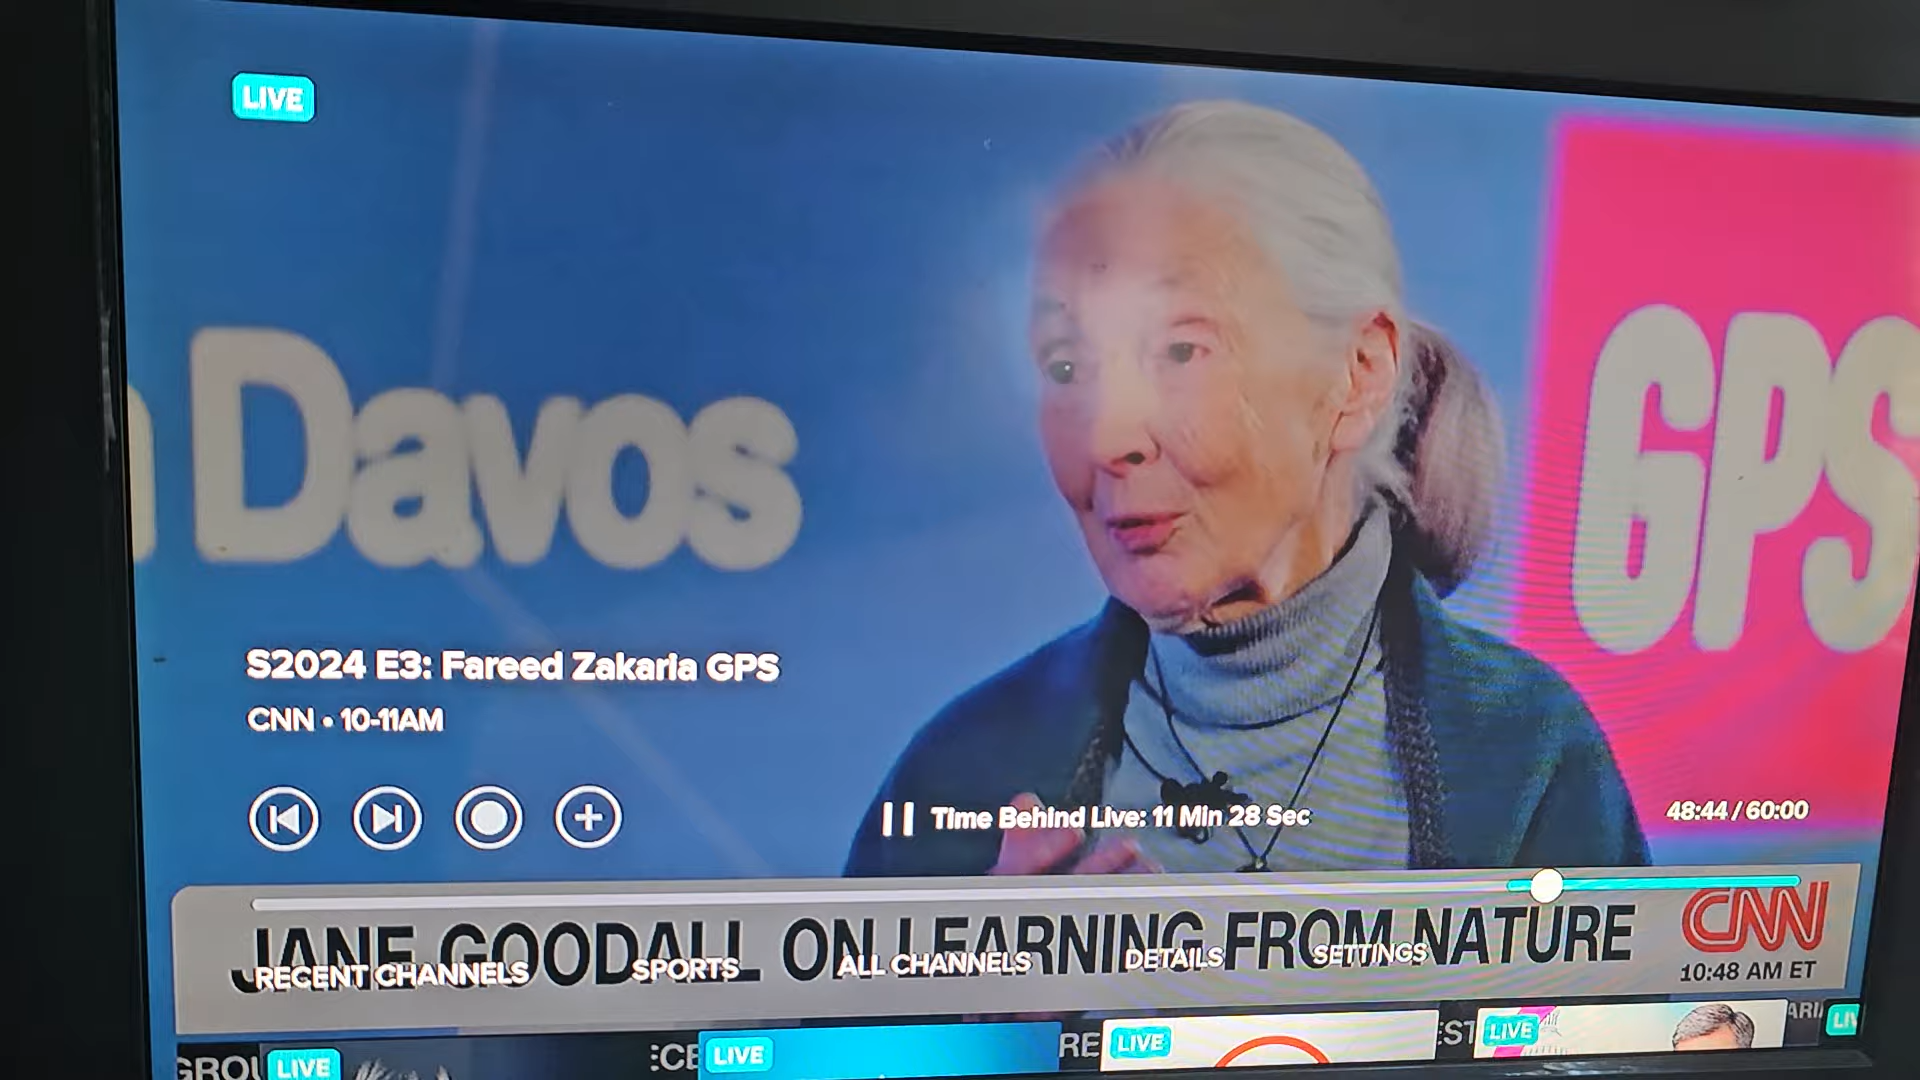 LIVE
Davos
GPS
S2024 E3: Fareed Zakaria GPS
CNN • 10-11AM
Time Behind Live: 11 Min 28 Sec
48:44 / 60:00
JANE GOODALL ON LEARNING FROM NATURE
CNN
10:48 AM ET
RECENT CHANNELS SPORTS ALL CHANNELS DETAILS SETTINGS
LIVE LIVE LIVE LIVE